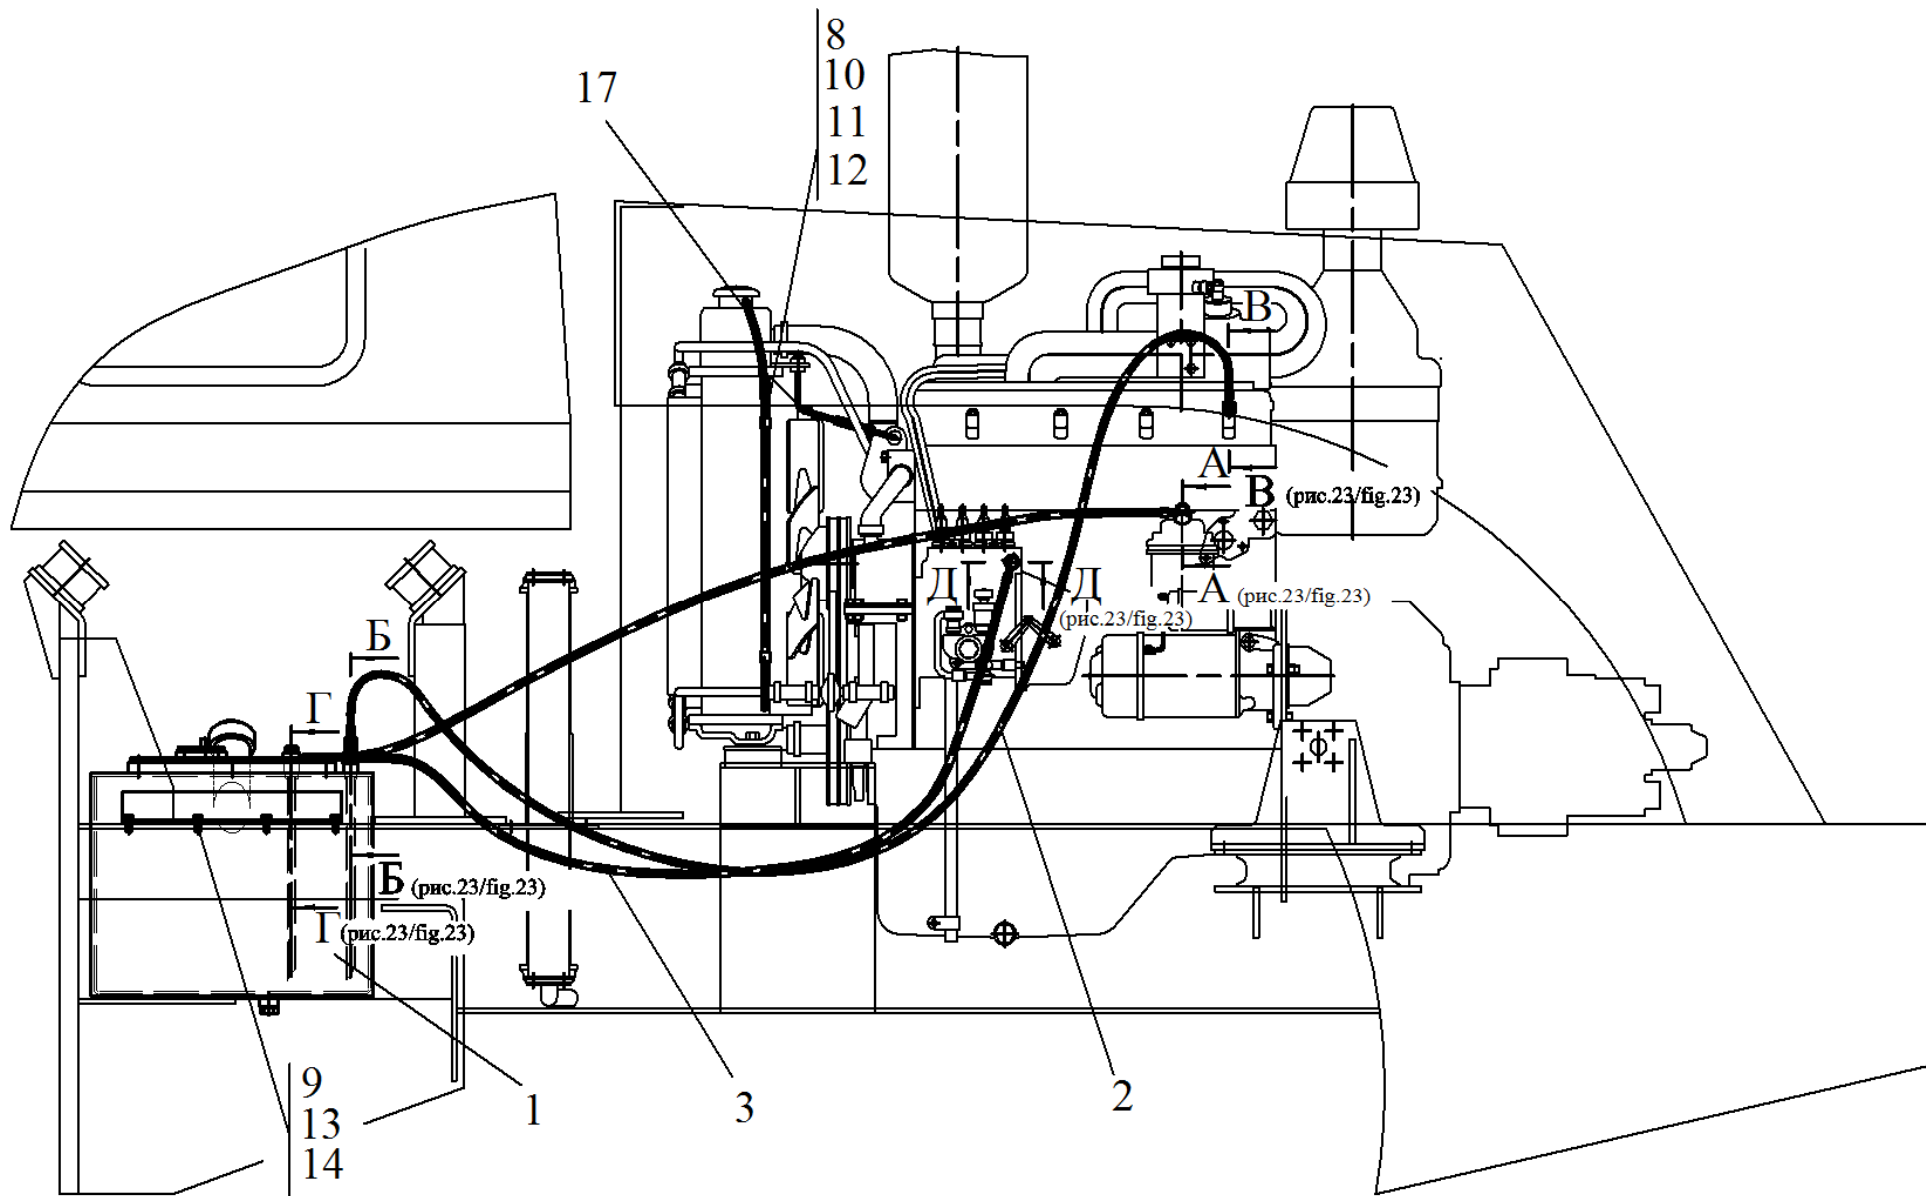 8
10
11
12
17
В
А
В (рис.23/fig.23)
Д
Д
(рис.23/fig.23)
А (рис.23/fig.23)
Б
Г
Б (рис.23/fig.23)
Г (рис.23/fig.23)
9
13
14
1
3
2